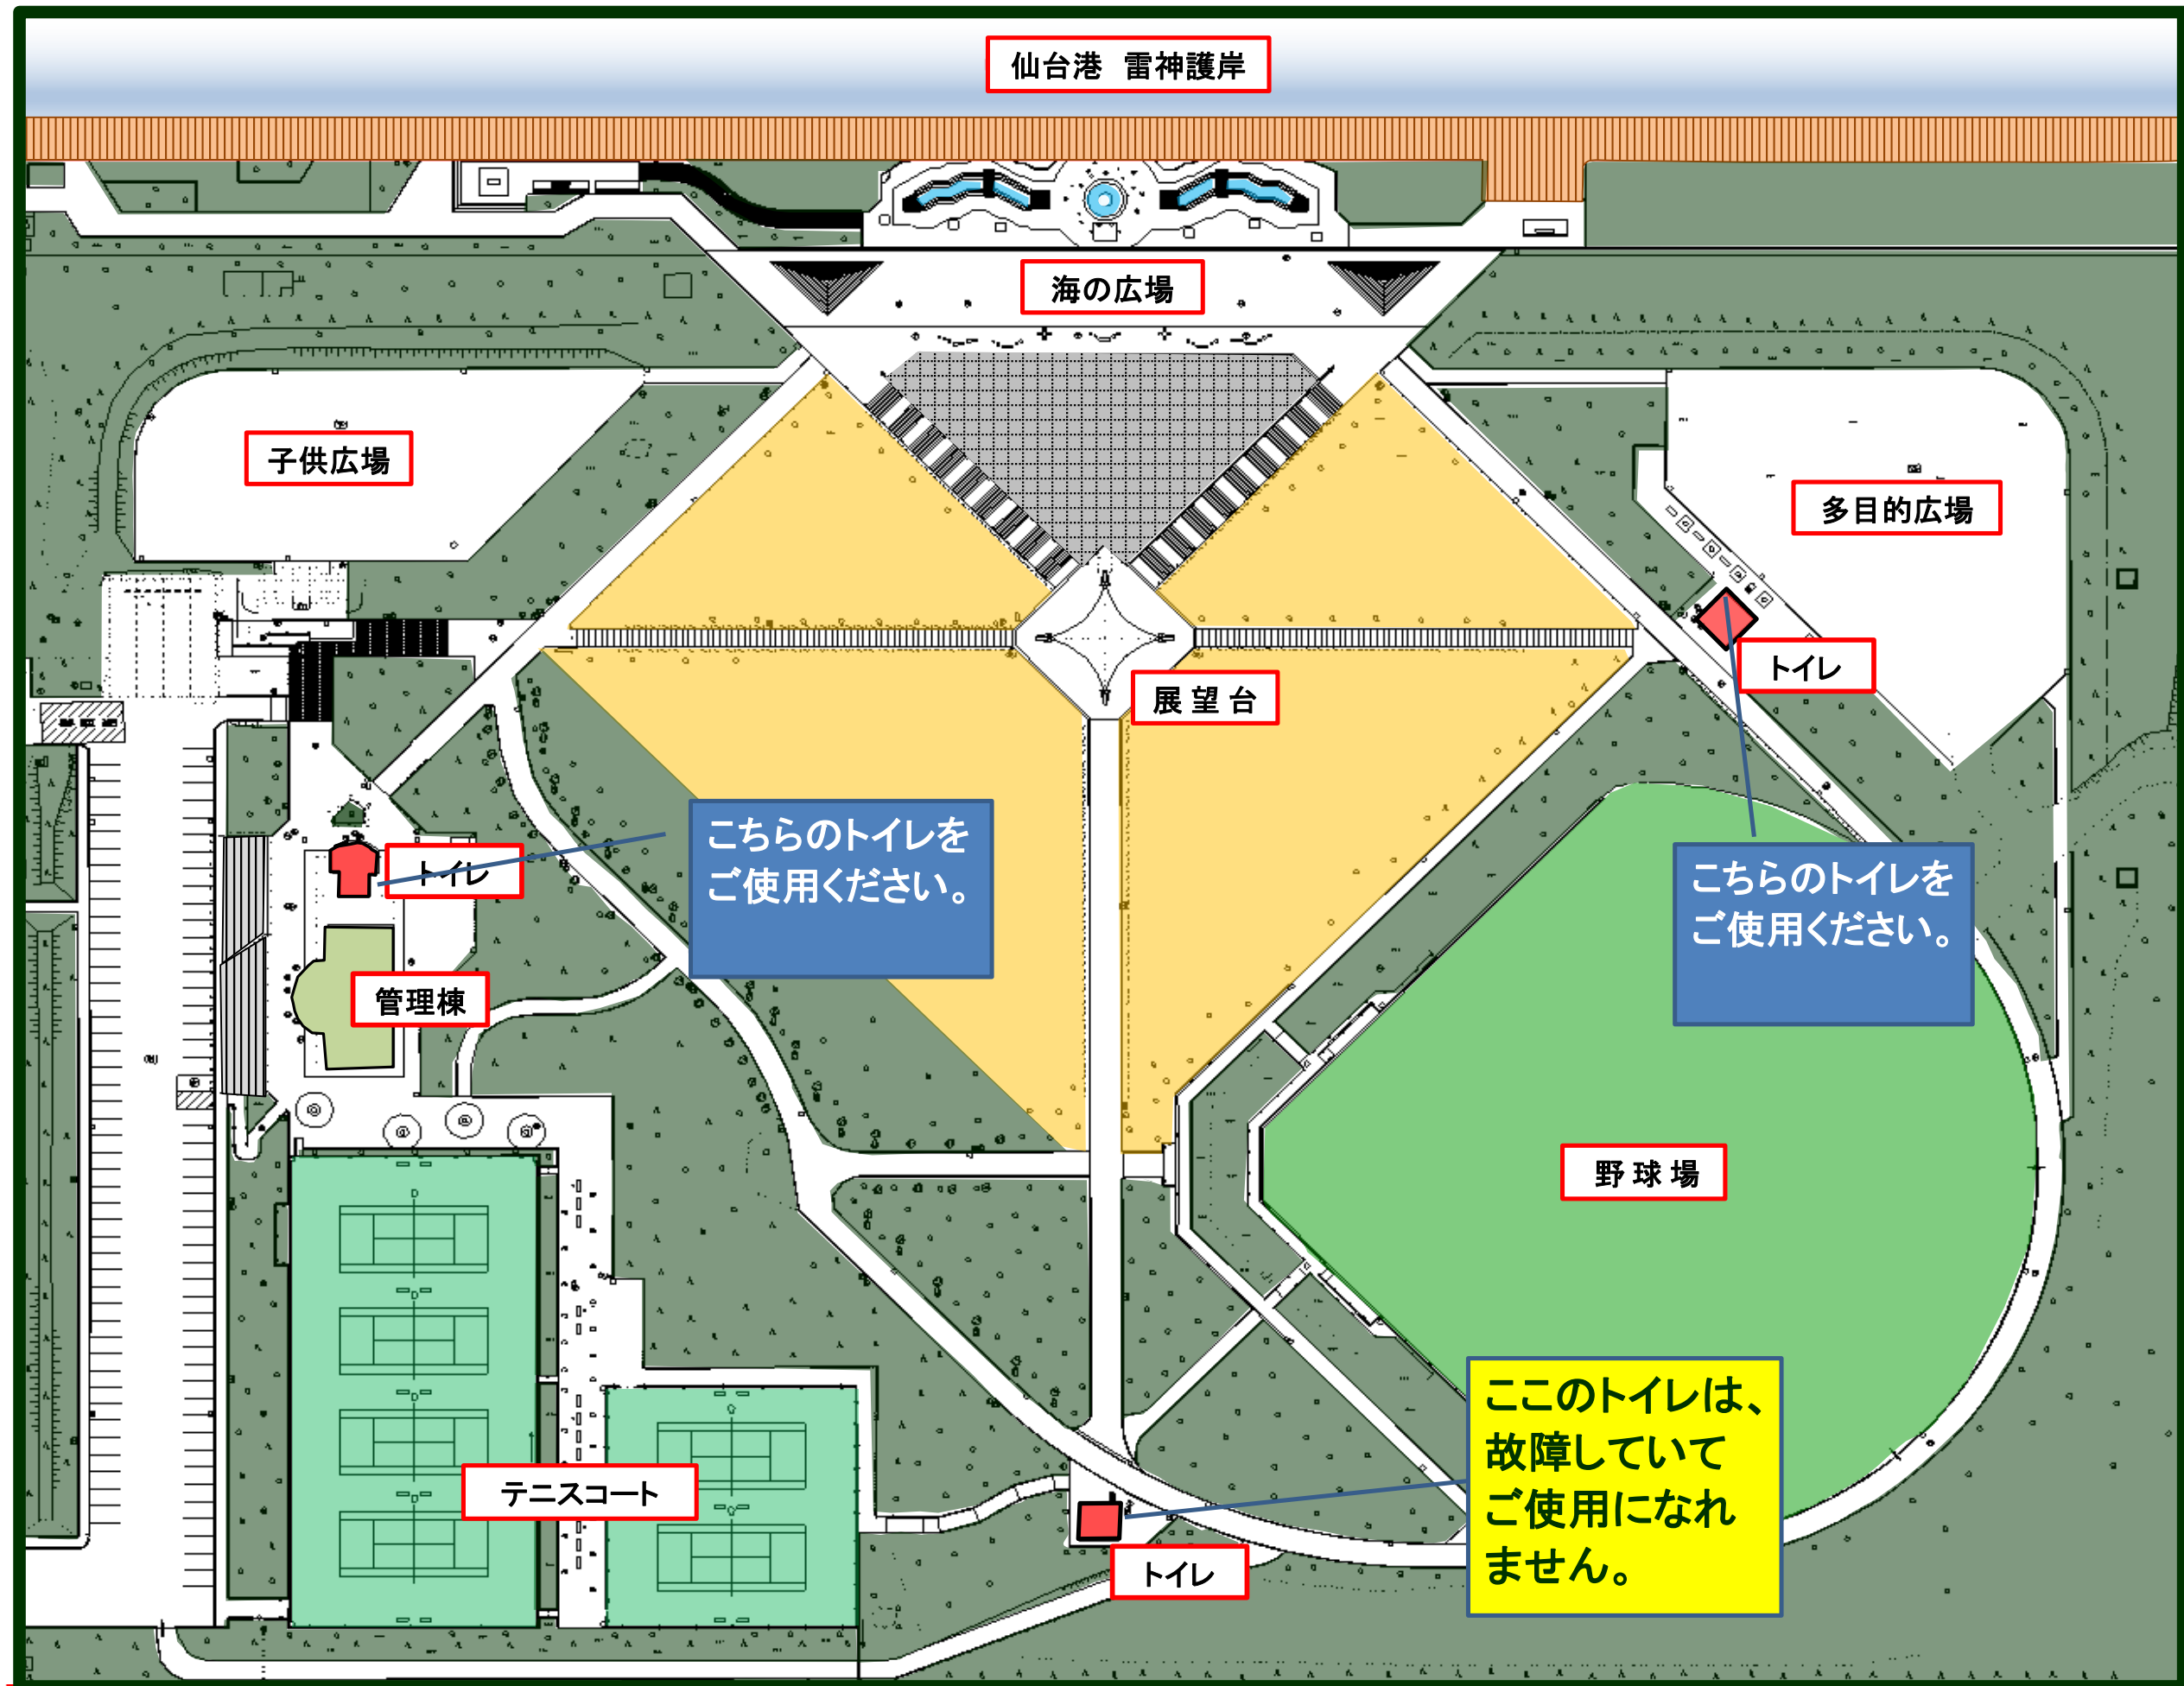 仙台港 雷神護岸
海の広場
子供広場
多目的広場
トイレ
展望台
こちらのトイレを
ご使用ください。
トイレ
こちらのトイレを
ご使用ください。
管理棟
野球場
ここのトイレは、
故障していて
ご使用になれ
ません。
テニスコート
トイレ